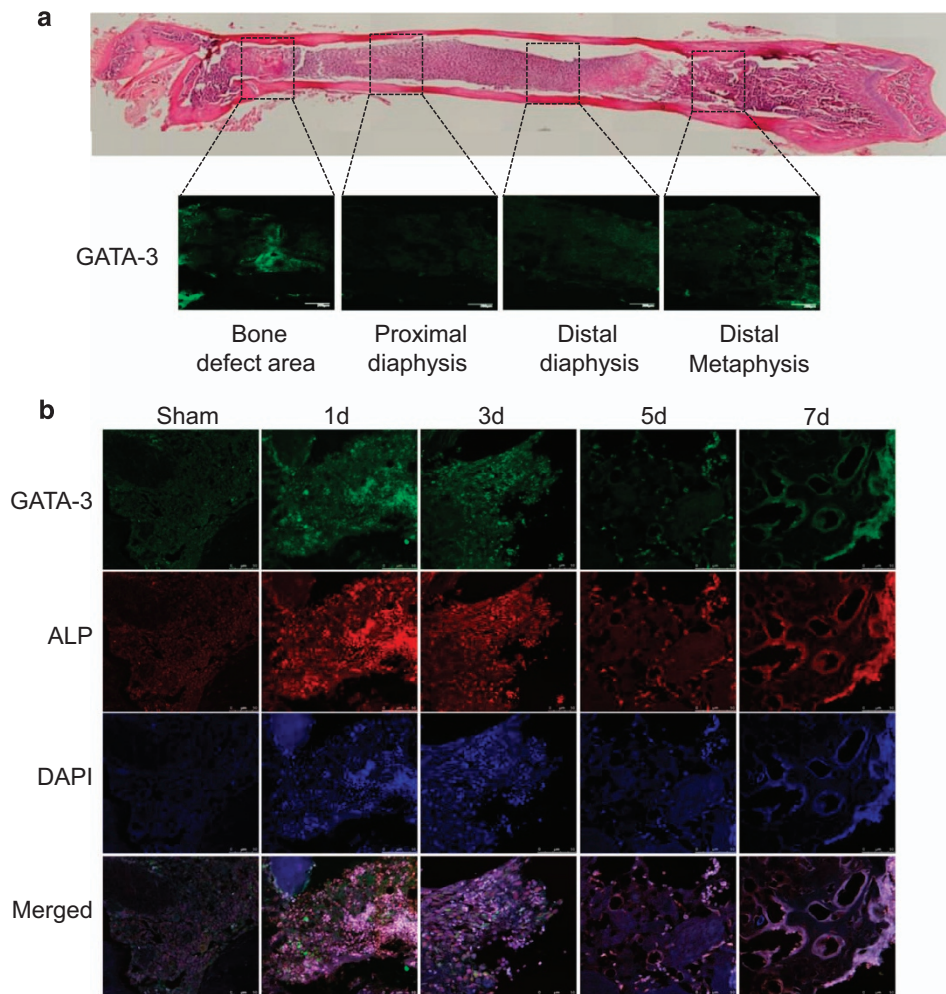 a
GATA-3
Bone
defect area
Proximal
diaphysis
Distal
diaphysis
Distal
Metaphysis
b
Sham 1d 3d 5d 7d
GATA-3
ALP
DAPI
Merged